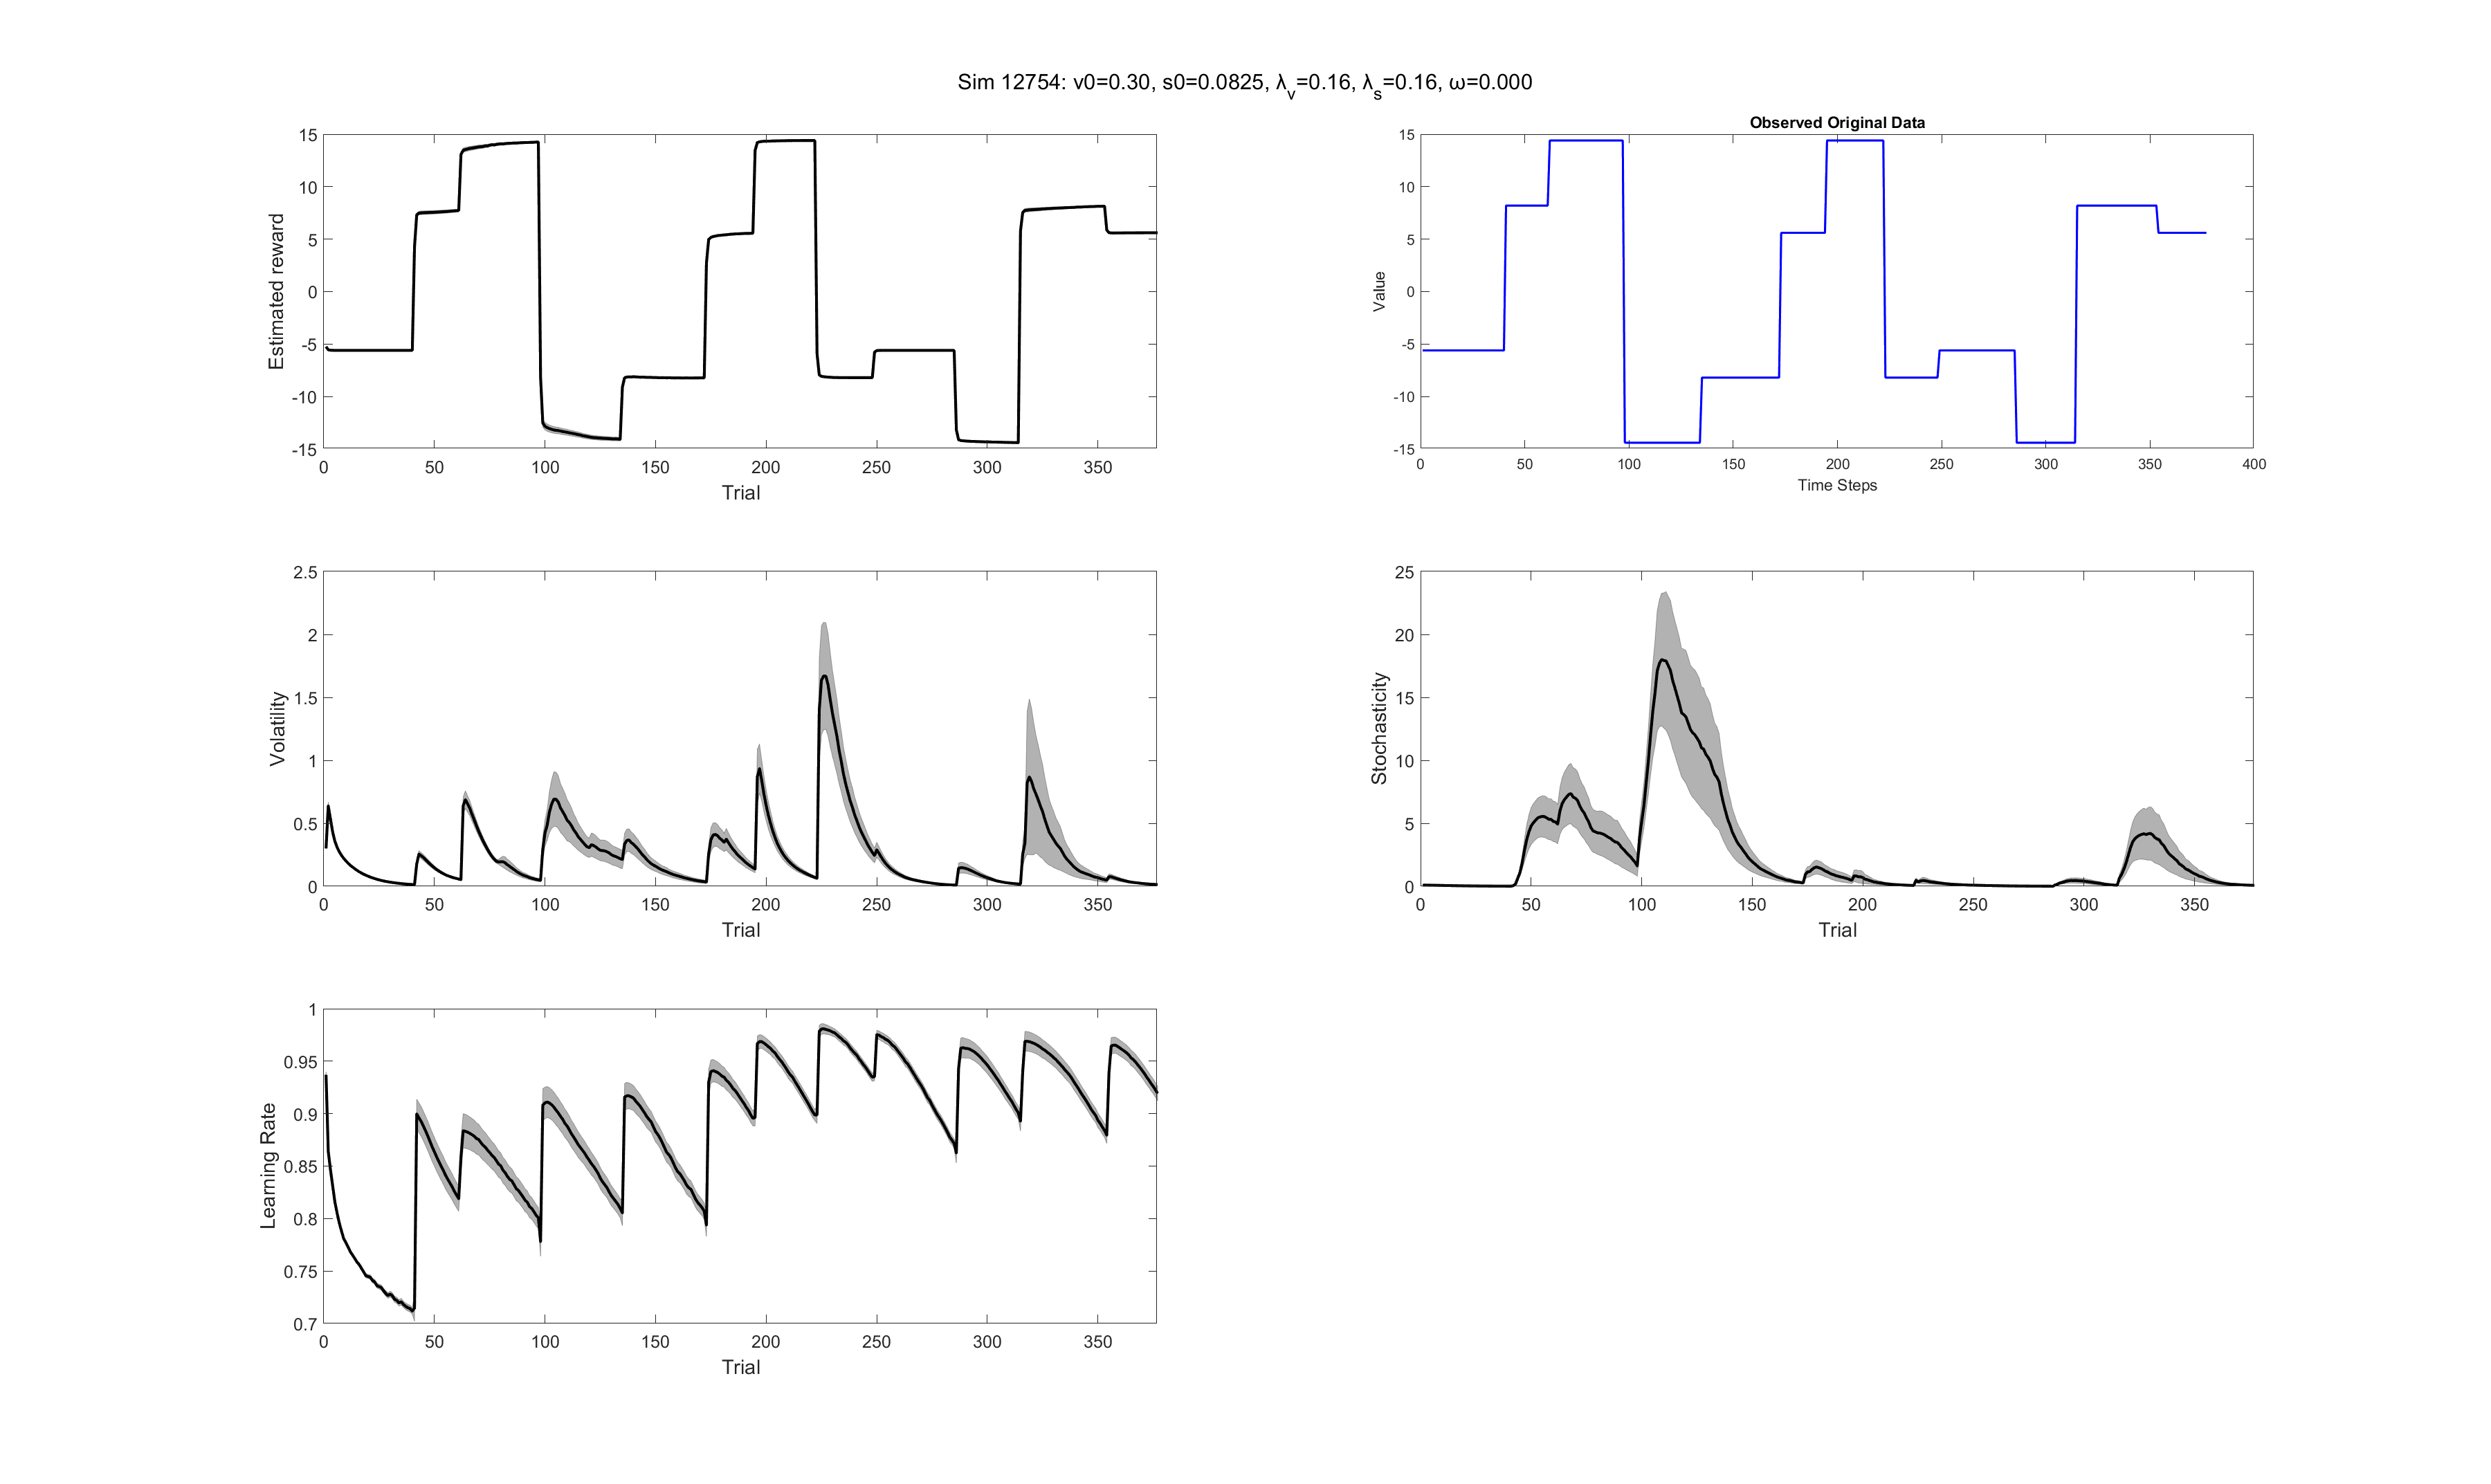 Sim 12754: v0=0.30, s0=0.0825, λv=0.16, λs=0.16, ω=0.000
15
10
5
0
-5
-10
-15
Estimated reward
0 50 100 150 200 250 300 350
Trial
Observed Original Data
15
10
5
0
-5
-10
-15
Value
0 50 100 150 200 250 300 350 400
Time Steps
2.5
2
1.5
1
0.5
0
Volatility
0 50 100 150 200 250 300 350
Trial
25
20
15
10
5
0
Stochasticity
0 50 100 150 200 250 300 350
Trial
1
0.95
0.9
0.85
0.8
0.75
0.7
Learning Rate
0 50 100 150 200 250 300 350
Trial